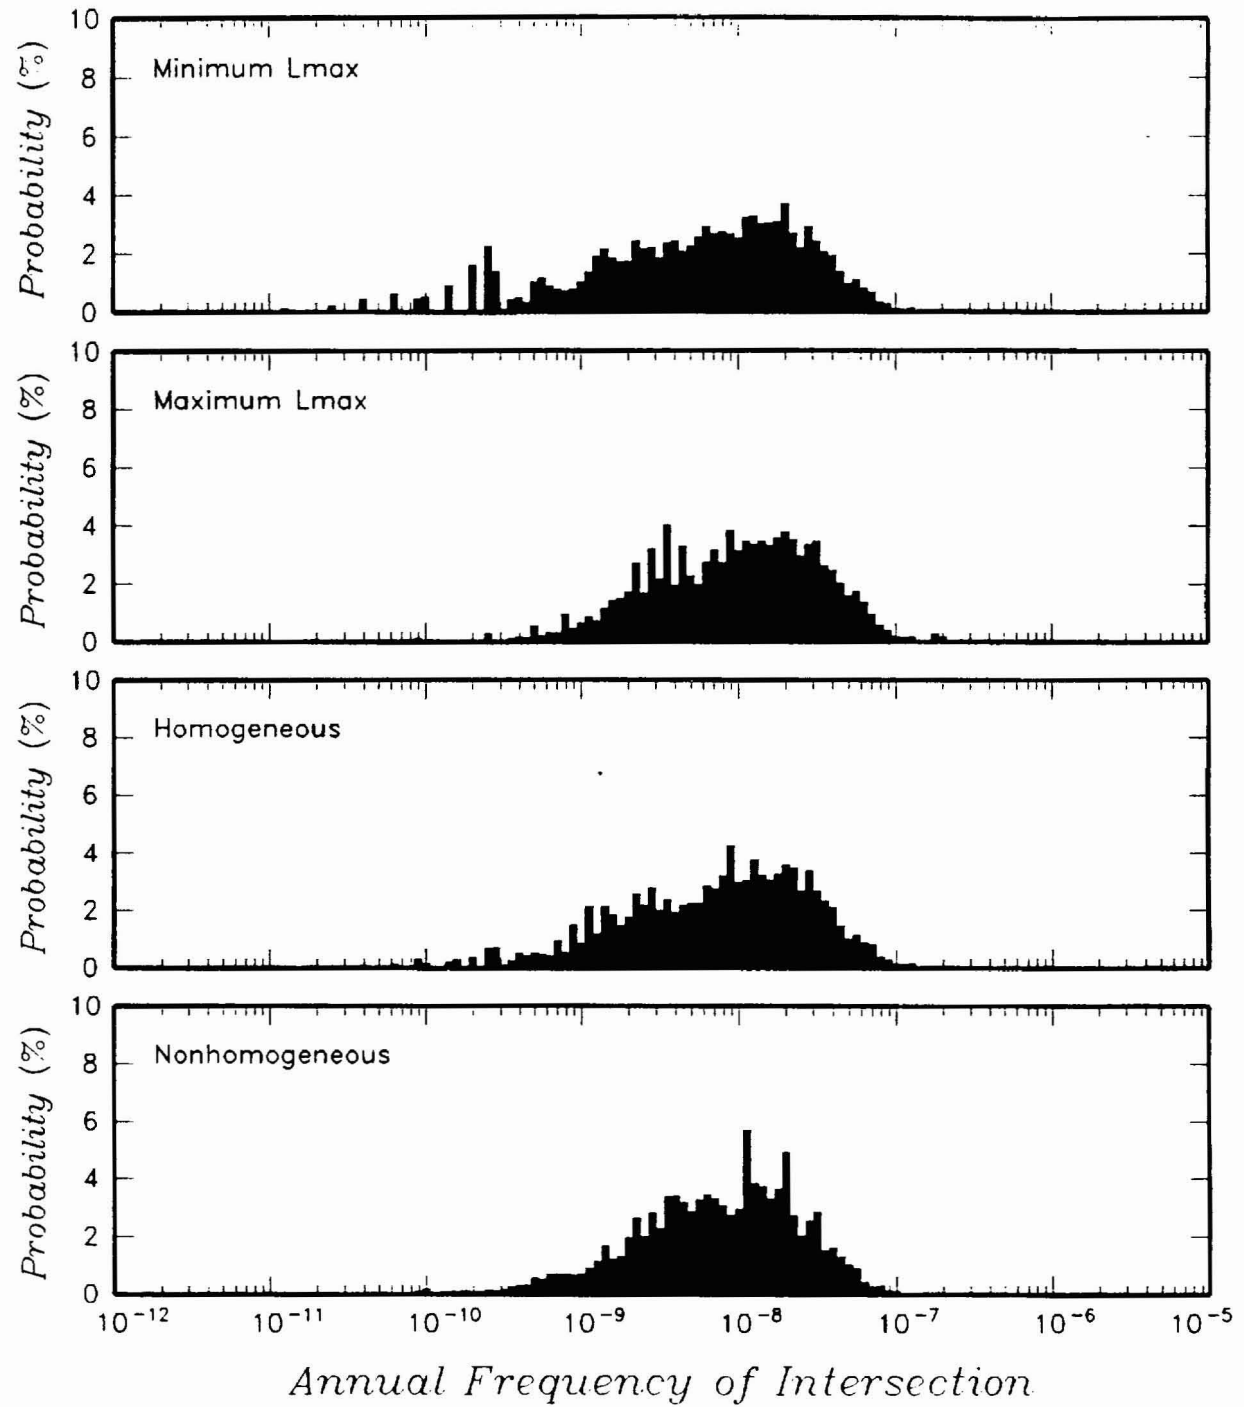 10
Minimum Lmax
8
6
4
2
0
Probability (%)
10
Maximum Lmax
8
6
4
2
0
Probability (%)
10
Homogeneous
8
6
4
2
0
Probability (%)
10
Nonhomogeneous
8
6
4
2
0
Probability (%)
10⁻¹² 10⁻¹¹ 10⁻¹⁰ 10⁻⁹ 10⁻⁸ 10⁻⁷ 10⁻⁶ 10⁻⁵
Annual Frequency of Intersection